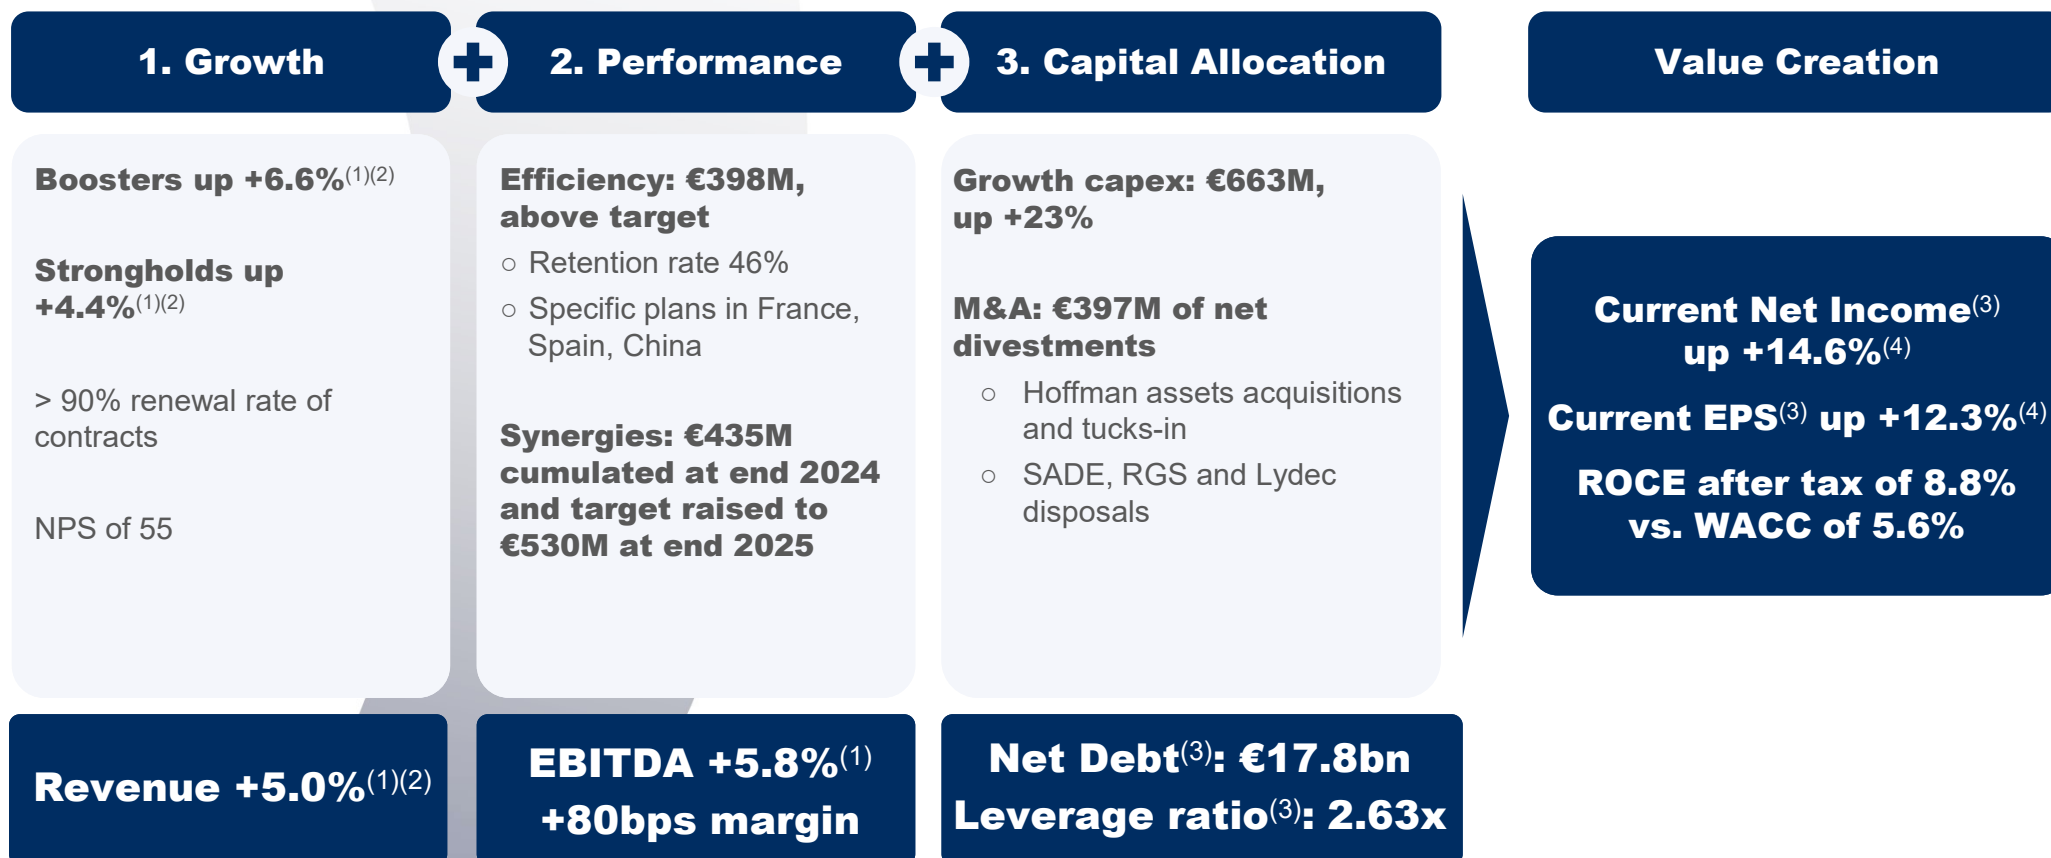 1. Growth
2. Performance
3. Capital Allocation
Value Creation
Boosters up +6.6%(1)(2)
Strongholds up
+4.4%(1)(2)
> 90% renewal rate of
contracts
NPS of 55
Revenue +5.0%(1)(2)
Efficiency: €398M,
above target
○ Retention rate 46%
○ Specific plans in France,
Spain, China
Synergies: €435M
cumulated at end 2024
and target raised to
€530M at end 2025
EBITDA +5.8%(1)
+80bps margin
Growth capex: €663M,
up +23%
M&A: €397M of net
divestments
○ Hoffman assets acquisitions
and tucks-in
○ SADE, RGS and Lydec
disposals
Net Debt(3): €17.8bn
Leverage ratio(3): 2.63x
Current Net Income(3)
up +14.6%(4)
Current EPS(3) up +12.3%(4)
ROCE after tax of 8.8%
vs. WACC of 5.6%